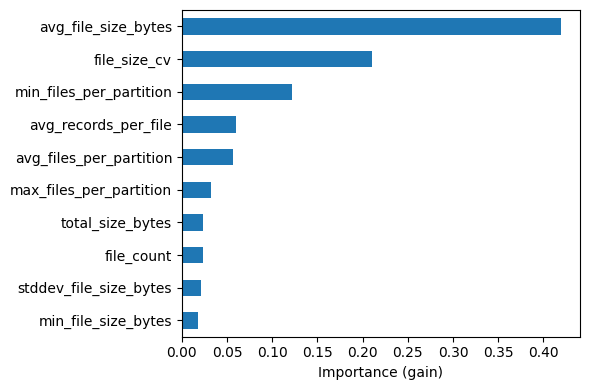 avg_file_size_bytes
file_size_cv
min_files_per_partition
avg_records_per_file
avg_files_per_partition
max_files_per_partition
total_size_bytes
file_count
stddev_file_size_bytes
min_file_size_bytes
0.00 0.05 0.10 0.15 0.20 0.25 0.30 0.35 0.40
Importance (gain)